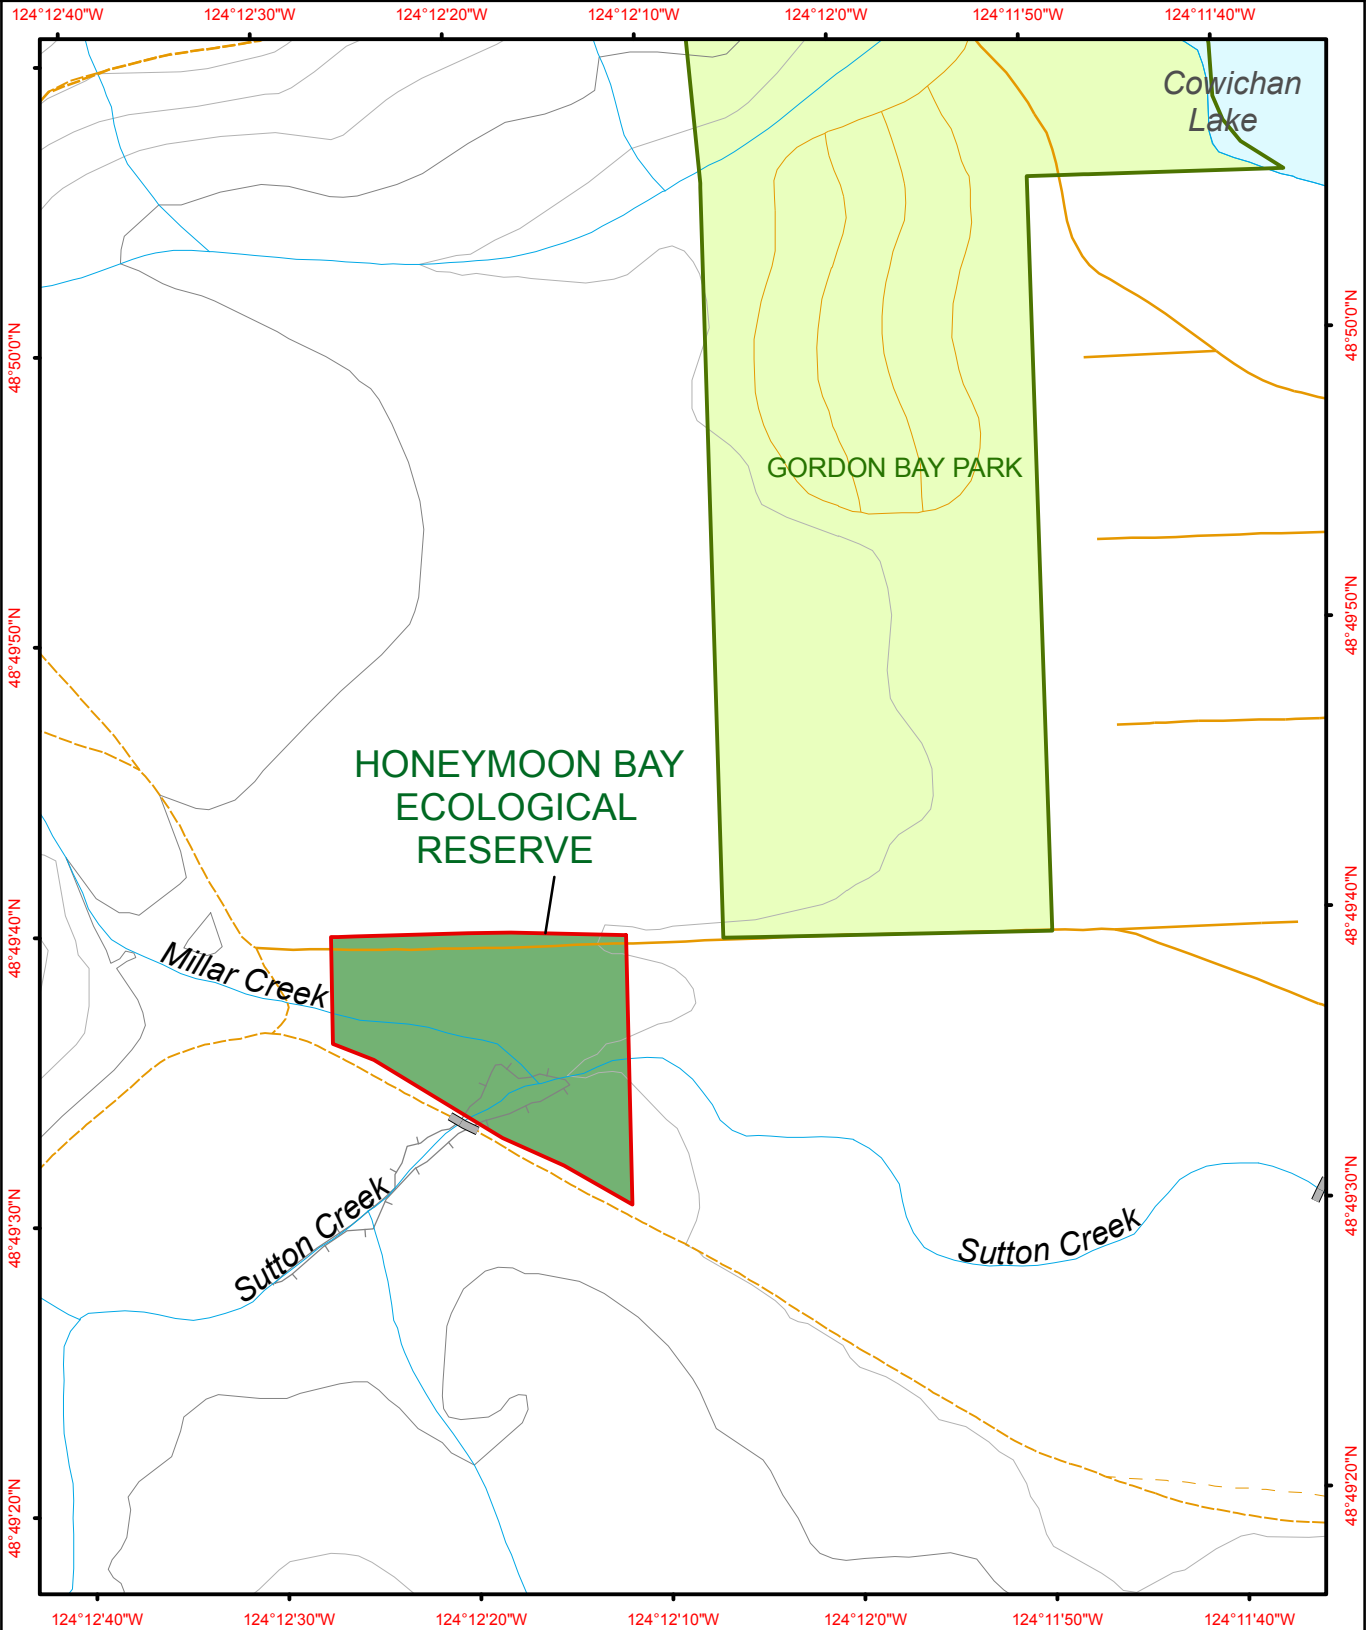 124°12'40"W
124°12'30"W
124°12'20"W
124°12'10"W
124°12'0"W
124°11'50"W
124°11'40"W
Cowichan
Lake
48°50'0"N
48°50'0"N
GORDON BAY PARK
48°49'50"N
48°49'50"N
HONEYMOON BAY
ECOLOGICAL
RESERVE
48°49'40"N
48°49'40"N
Millar Creek
48°49'30"N
48°49'30"N
Sutton Creek
Sutton Creek
48°49'20"N
48°49'20"N
124°12'40"W
124°12'30"W
124°12'20"W
124°12'10"W
124°12'0"W
124°11'50"W
124°11'40"W